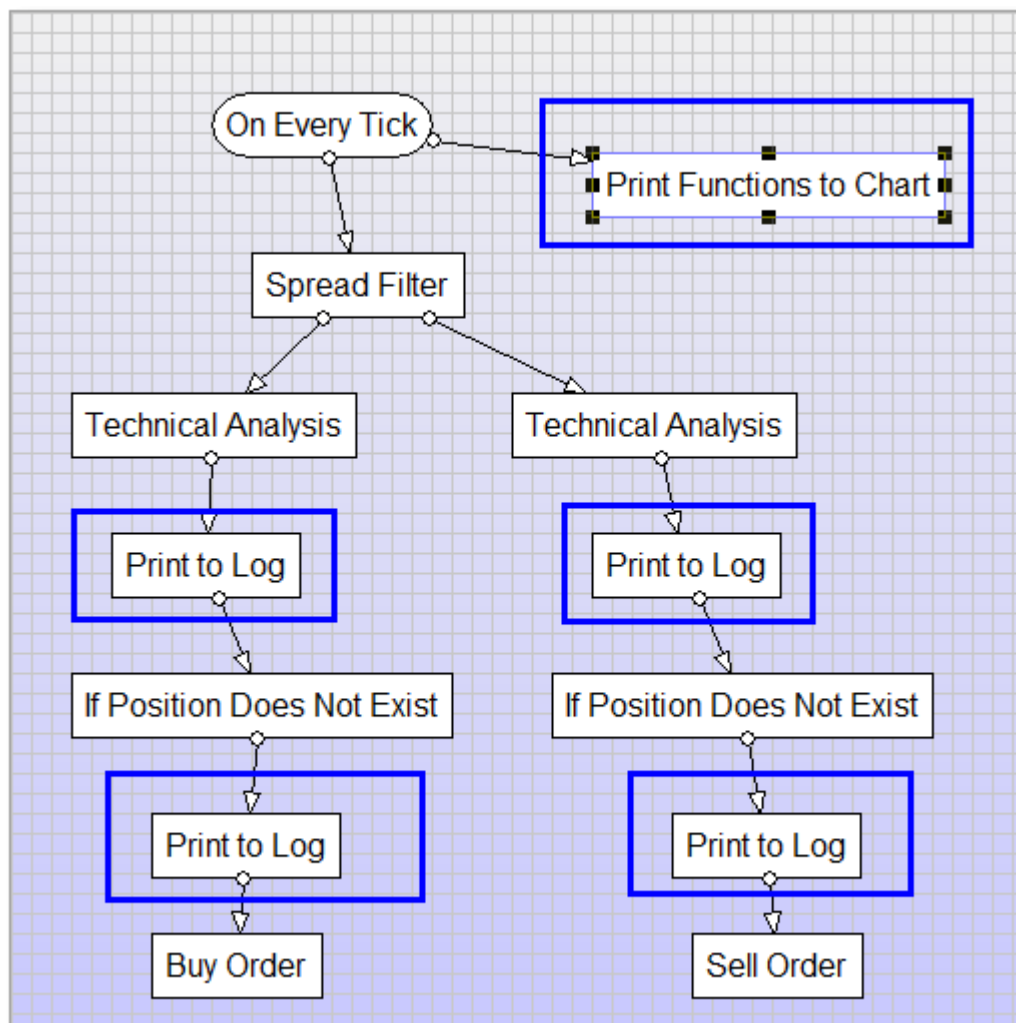 On Every Tick
Print Functions to Chart
Spread Filter
Technical Analysis
Technical Analysis
Print to Log
Print to Log
If Position Does Not Exist
If Position Does Not Exist
Print to Log
Print to Log
Buy Order
Sell Order